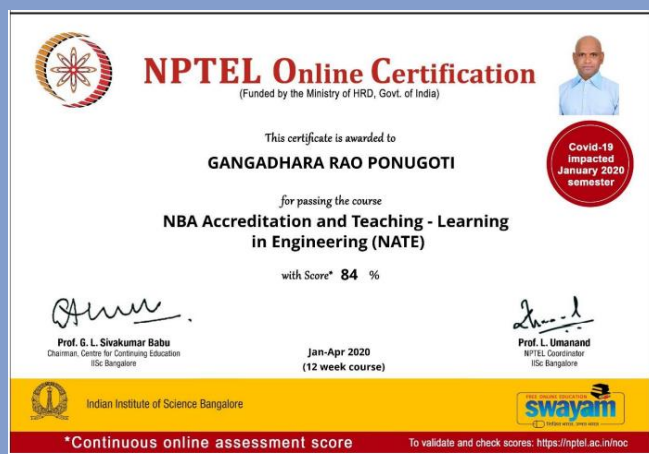 NPTEL Online Certification
(Funded by the Ministry of HRD, Govt. of India)
This certificate is awarded to
GANGADHARA RAO PONUGOTI
Covid-19
impacted
January 2020
semester
for passing the course
NBA Accreditation and Teaching - Learning
in Engineering (NATE)
with Score* 84 %
Prof. G. L. Sivakumar Babu
Chairman, Centre for Continuing Education
IISc Bangalore
Jan-Apr 2020
(12 week course)
Prof. L. Umanand
NPTEL Coordinator
IISc Bangalore
Indian Institute of Science Bangalore
FREE ONLINE EDUCATION
swayam
*Continuous online assessment score
To validate and check scores: https://nptel.ac.in/noc